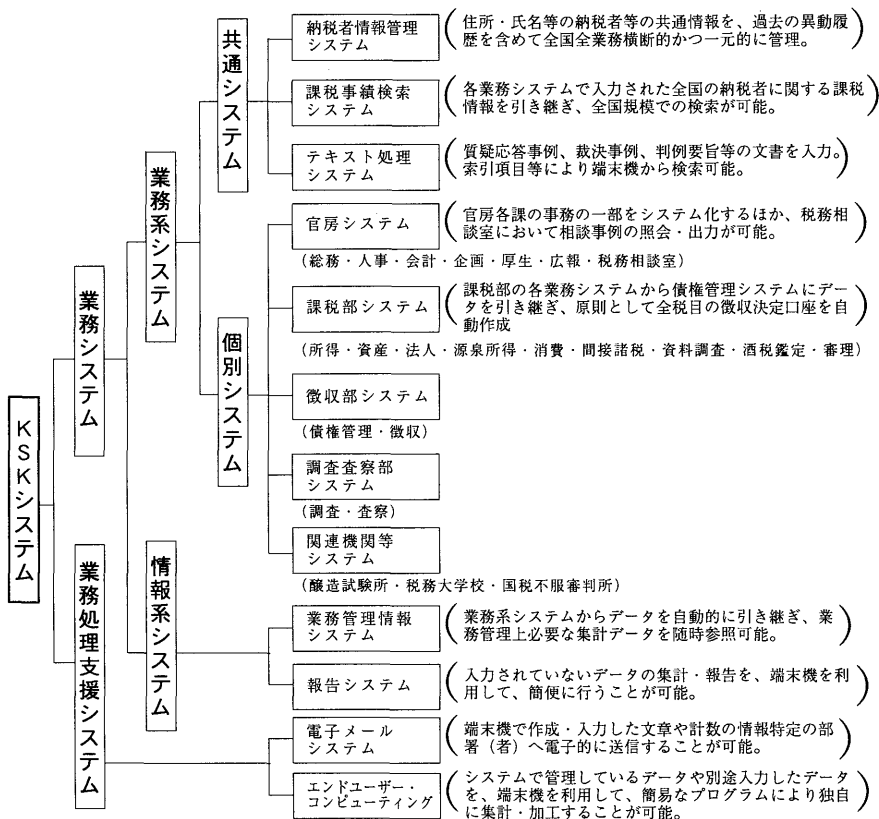 KSKシステム
業務システム
業務処理支援システム
業務系システム
情報系システム
共通システム
個別システム
納税者情報管理
システム
住所・氏名等の納税者等の共通情報を、過去の異動履
歴を含めて全国全業務横断的かつ一元的に管理。
課税事績検索
システム
各業務システムで入力された全国の納税者に関する課税
情報を引き継ぎ、全国規模での検索が可能。
テキスト処理
システム
質疑応答事例、裁決事例、判例要旨等の文書を入力。
索引項目等により端末機から検索可能。
官房システム
官房各課の事務の一部をシステム化するほか、税務相
談室において相談事例の照会・出力が可能。
(総務・人事・会計・企画・厚生・広報・税務相談室)
課税部システム
課税部の各業務システムから債権管理システムにデー
タを引き継ぎ、原則として全税目の徴収決定口座を自
動作成
(所得・資産・法人・源泉所得・消費・間接諸税・資料調査・酒税鑑定・審理)
徴収部システム
(債権管理・徴収)
調査査察部
システム
(調査・査察)
関連機関等
システム
(醸造試験所・税務大学校・国税不服審判所)
業務管理情報
システム
業務系システムからデータを自動的に引き継ぎ、業
務管理上必要な集計データを随時参照可能。
報告システム
入力されていないデータの集計・報告を、端末機を利
用して、簡便に行うことが可能。
電子メール
システム
端末機で作成・入力した文章や計数の情報特定の部
署(者)へ電子的に送信することが可能。
エンドユーザー・
コンピューティング
システムで管理しているデータや別途入力したデータ
を、端末機を利用して、簡易なプログラムにより独自
に集計・加工することが可能。